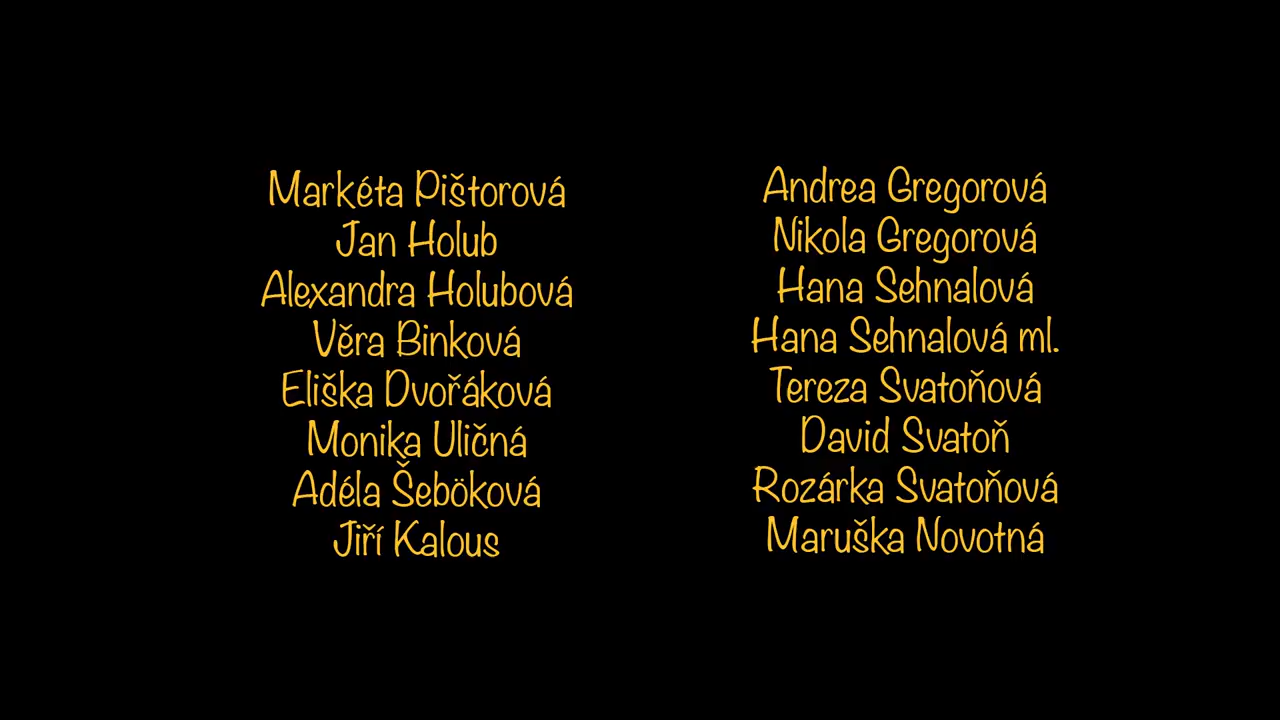 Markéta Pištorová
Jan Holub
Alexandra Holubová
Věra Binková
Eliška Dvořáková
Monika Uličná
Adéla Šeböková
Jiří Kalous
Andrea Gregorová
Nikola Gregorová
Hana Sehnalová
Hana Sehnalová ml.
Tereza Svatoňová
David Svatoň
Rozárka Svatoňová
Maruška Novotná